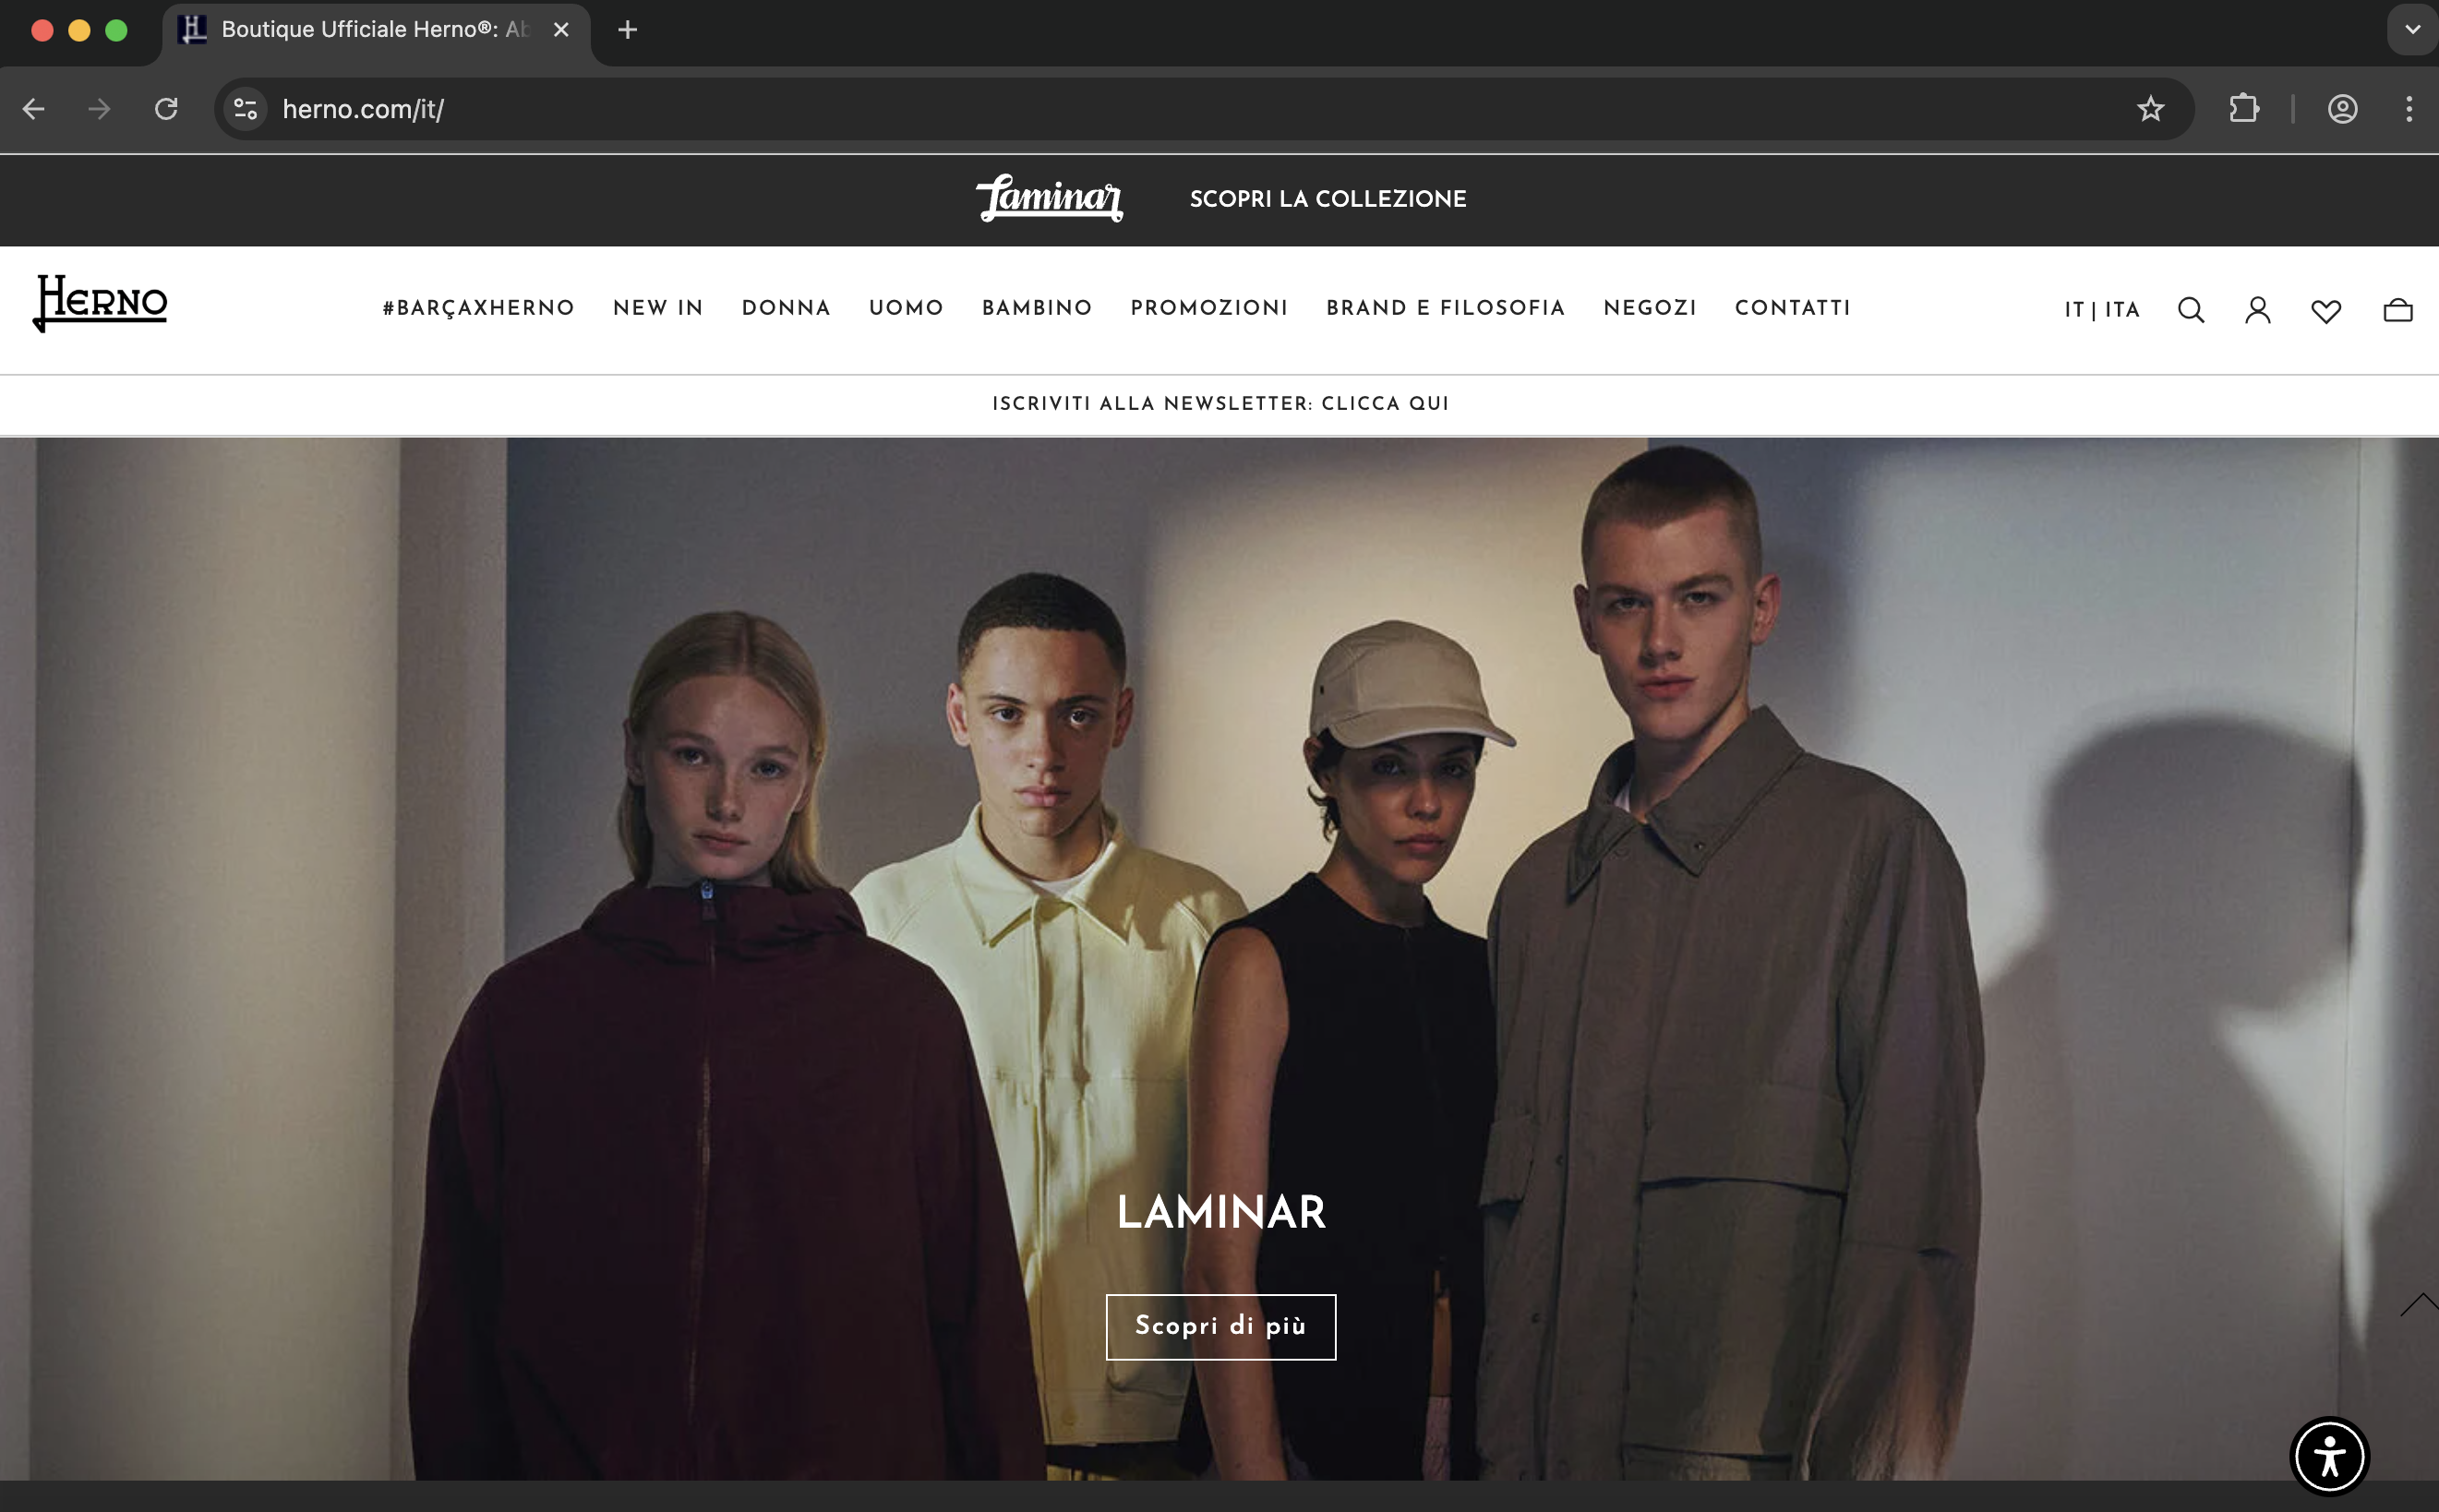 Boutique Ufficiale Herno®: Ab
herno.com/it/
Laminar SCOPRI LA COLLEZIONE
HERNO #BARÇAXHERNO NEW IN DONNA UOMO BAMBINO PROMOZIONI BRAND E FILOSOFIA NEGOZI CONTATTI IT | ITA
ISCRIVITI ALLA NEWSLETTER: CLICCA QUI
LAMINAR
Scopri di più